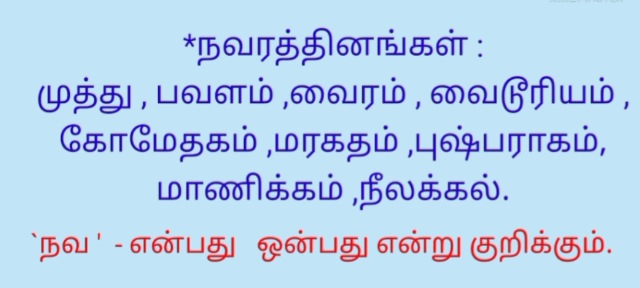 *நவரத்தினங்கள் :
முத்து , பவளம் ,வைரம் , வைடூரியம் ,
கோமேதகம் ,மரகதம் ,புஷ்பராகம்,
மாணிக்கம் ,நீலக்கல்.
`நவ ' - என்பது ஒன்பது என்று குறிக்கும்.